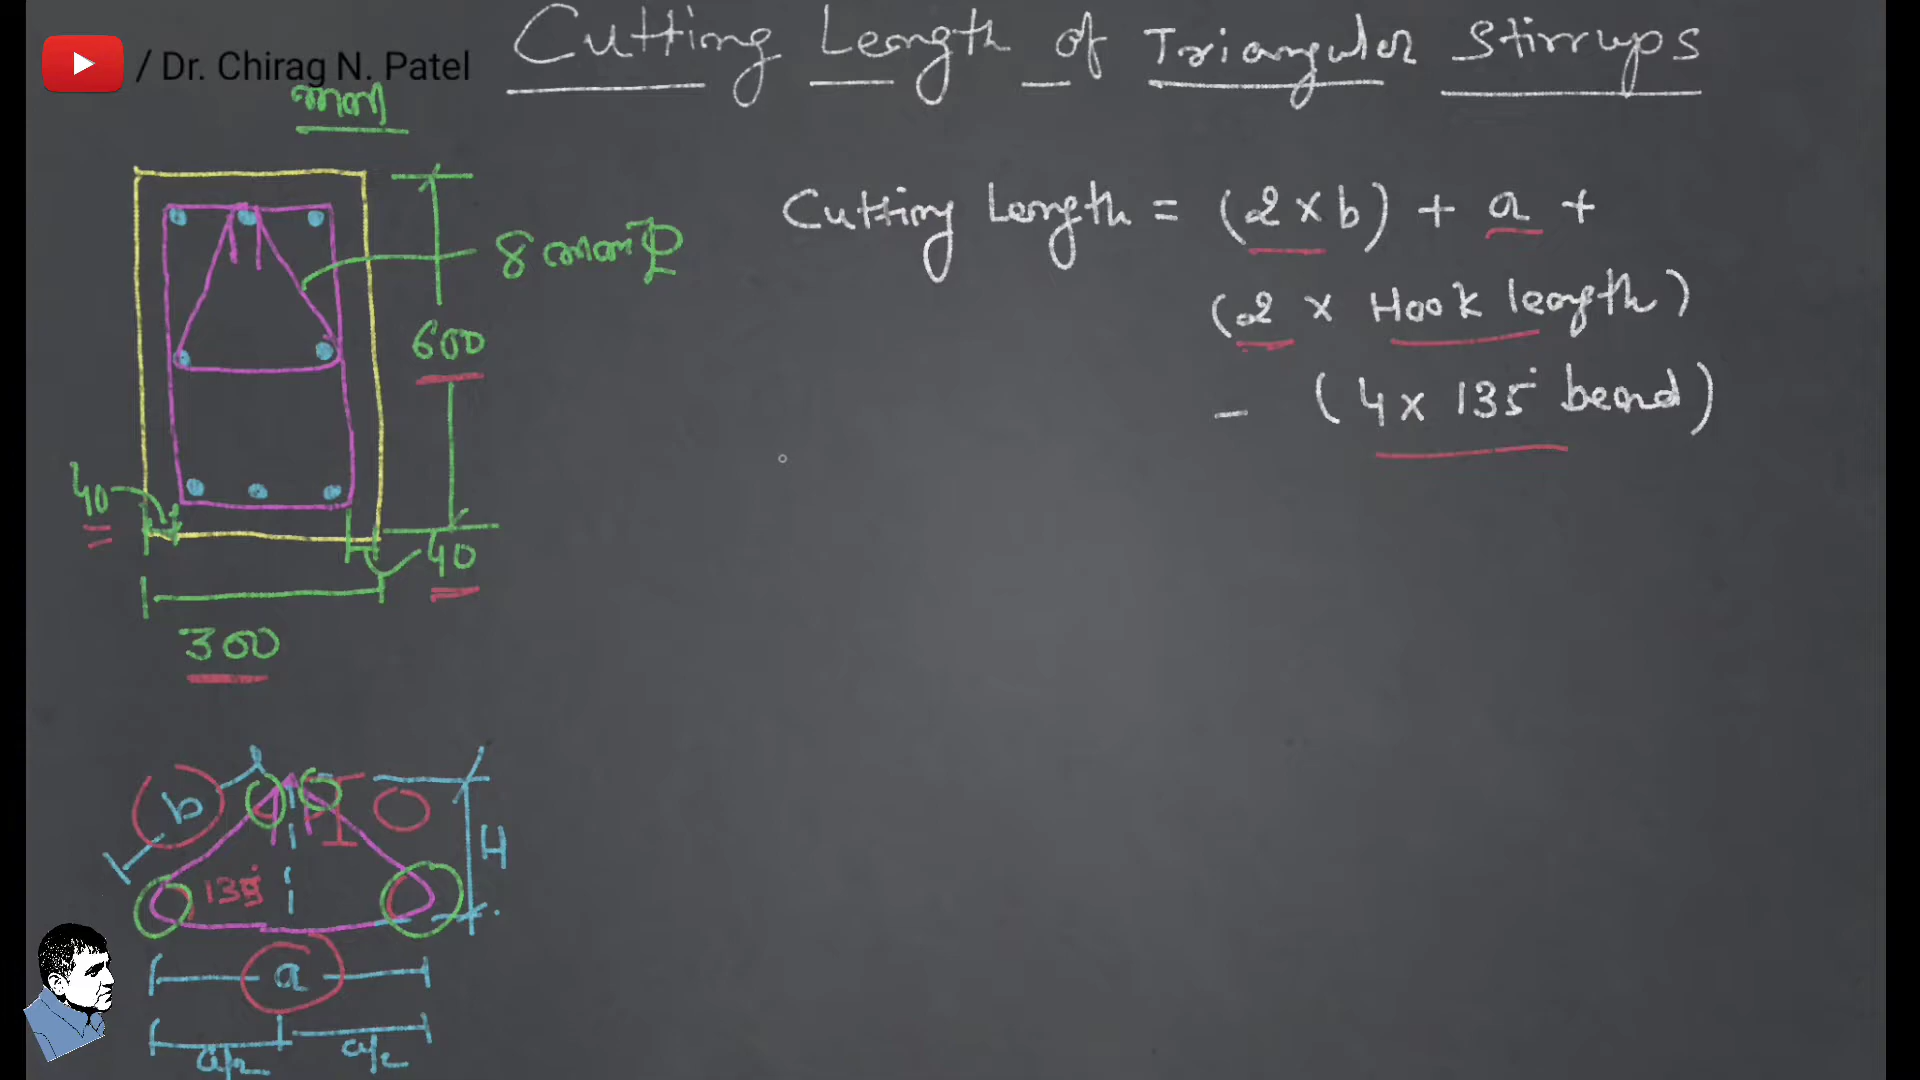 / Dr. Chirag N. Patel
Cutting Length of Triangular Stirrups
mm
Cutting Length = (2 x b) + a +
(2 x Hook length)
- (4 x 135° bend)
8 mm Φ
600
40
40
300
b
H
135°
a
a/2
a/2